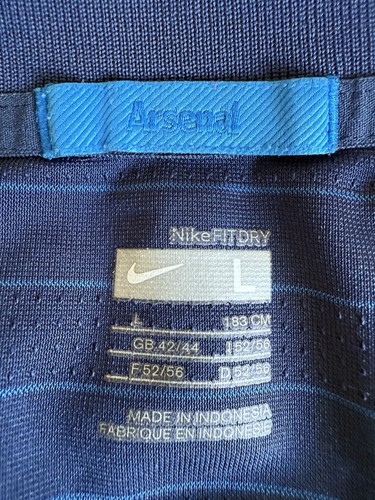 Arsenal
NikeFITDRY
L
L 183 CM
GB.42/44 I 52/56
F.52/56 D 52/56
MADE IN INDONESIA
FABRIQUE EN INDONESIE